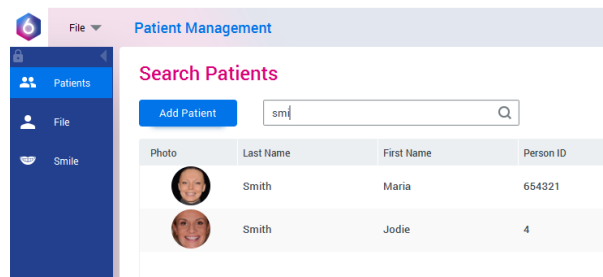 6 File Patient Management
Search Patients
Patients
Add Patient smi
File
Photo Last Name First Name Person ID
Smile
Smith Maria 654321
Smith Jodie 4